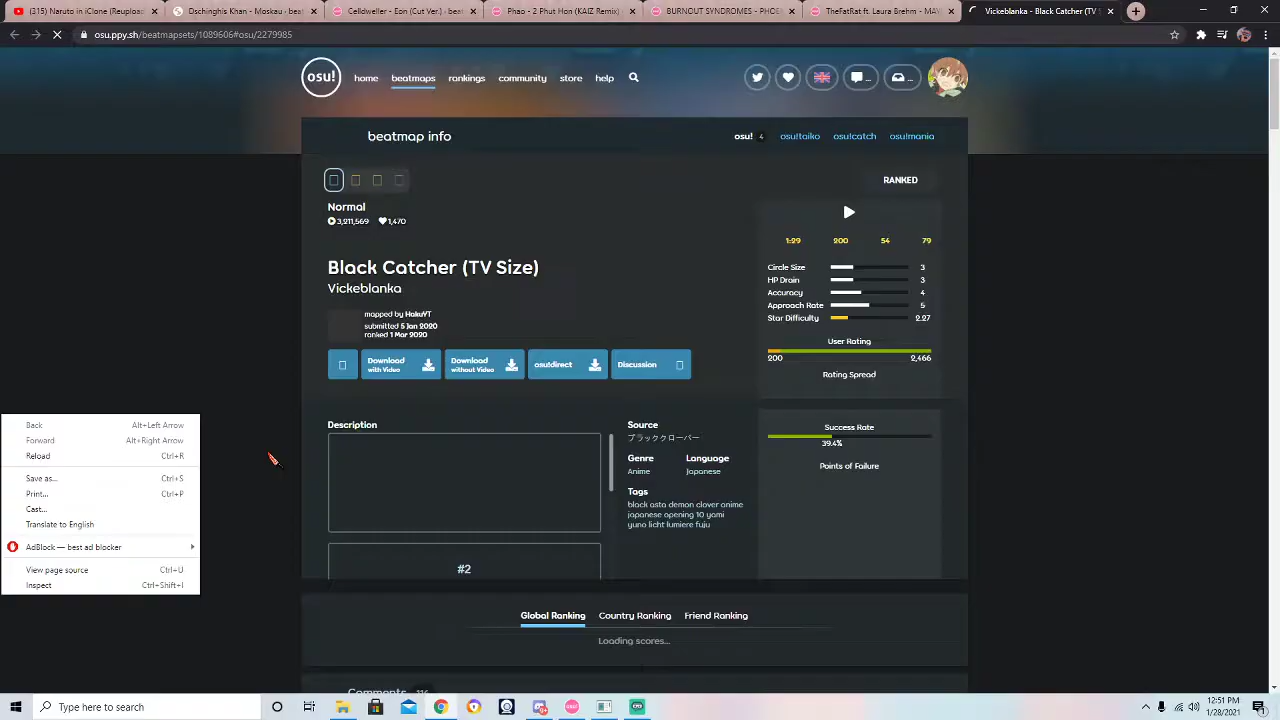 (315) Naruto in iCloner (Reupload
Dschinghis Khan - Moskau - beat
Celldweller - Eon (Cut Ver.)
Phao - 2 Phut Hon (KAIZ Remix)
BURNOUT SYNDROMES - PHOE
TheFatRat ft. Laura Brehm - MAY
Vickeblanka - Black Catcher (TV S
osu.ppy.sh/beatmapsets/1089606#osu/2279985
osu!
home
beatmaps
rankings
community
store
help
beatmap info
osu! 4
osu!taiko
osu!catch
osu!mania
RANKED
Normal
3,211,569 1,470
1:29 200 54 79
Black Catcher (TV Size)
Vickeblanka
Circle Size 3
HP Drain 3
Accuracy 4
Approach Rate 5
Star Difficulty 2.27
mapped by HakuYT
submitted 5 Jan 2020
ranked 1 Mar 2020
User Rating
200 2,466
Rating Spread
Download
with Video
Download
without Video
osu!direct
Discussion
Back Alt+Left Arrow
Forward Alt+Right Arrow
Reload Ctrl+R
Save as... Ctrl+S
Print... Ctrl+P
Cast...
Translate to English
AdBlock — best ad blocker
View page source Ctrl+U
Inspect Ctrl+Shift+I
Description
#2
Source
ブラッククローバー
Genre Language
Anime Japanese
Tags
black asta demon clover anime
japanese opening 10 yami
yuno licht lumiere fuju
Success Rate
39.4%
Points of Failure
Global Ranking Country Ranking Friend Ranking
Loading scores...
Comments 116
Type here to search
12:51 PM
1/28/2021